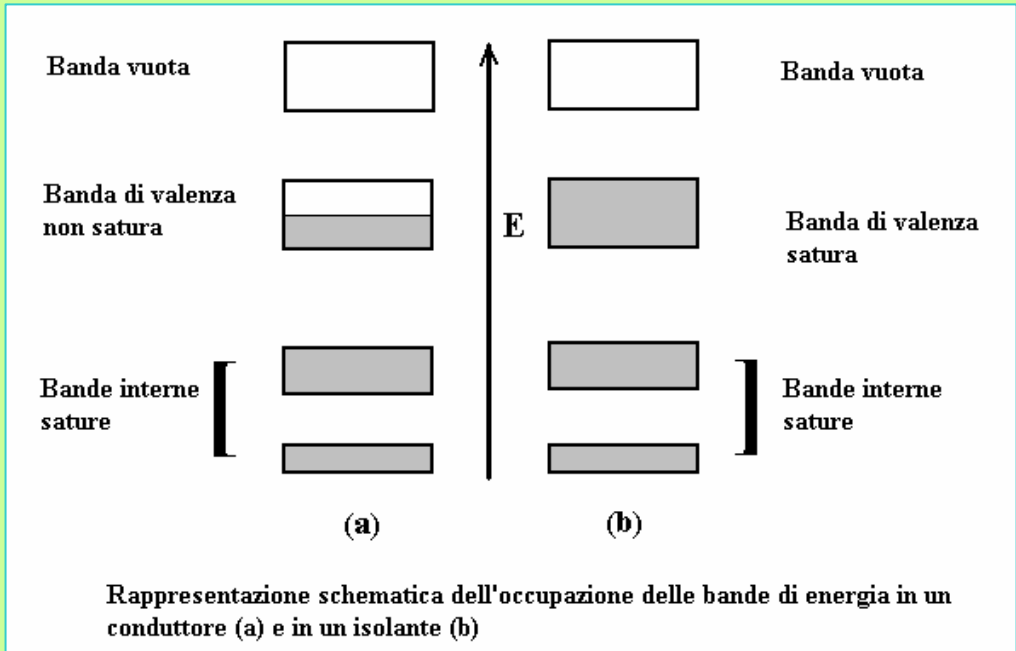 Banda vuota
Banda vuota
Banda di valenza
non satura
E
Banda di valenza
satura
Bande interne
sature
Bande interne
sature
(a)
(b)
Rappresentazione schematica dell'occupazione delle bande di energia in un
conduttore (a) e in un isolante (b)